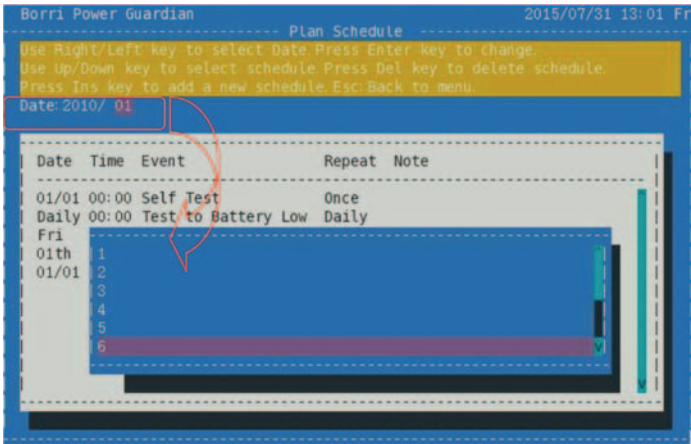 Borri Power Guardian 2015/07/31 13:01 Fr
Plan Schedule
Use Right/Left key to select Date.Press Enter key to change.
Use Up/Down key to select schedule.Press Del key to delete schedule.
Press Ins key to add a new schedule.Esc:Back to menu.
Date:2010/ 01
Date Time Event Repeat Note
01/01 00:00 Self Test Once
Daily 00:00 Test to Battery Low Daily
Fri
01th 1
01/01 2
3
4
5
6